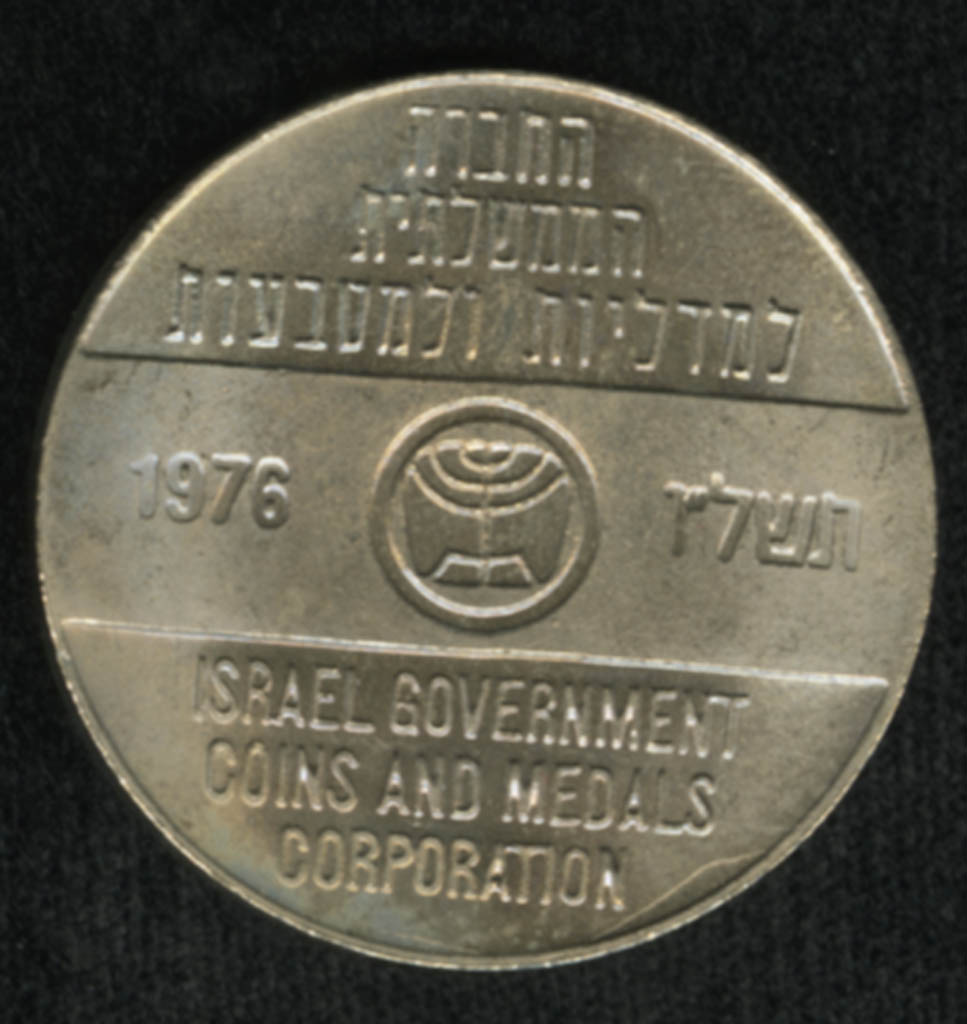 החברה
הממשלתית
למדליות ולמטבעות
1976
תשל"ו
ISRAEL GOVERNMENT
COINS AND MEDALS
CORPORATION